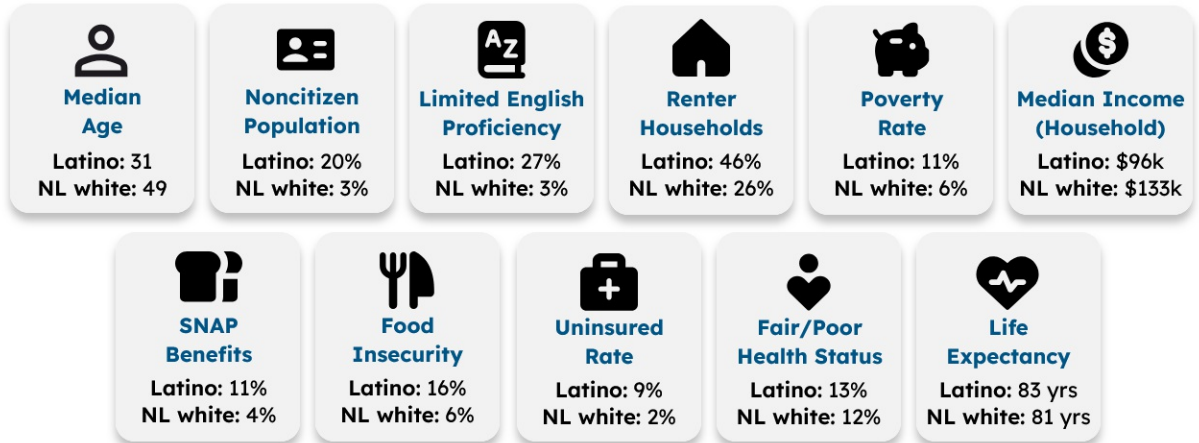 Median
Age
Latino: 31
NL white: 49
Noncitizen
Population
Latino: 20%
NL white: 3%
AZ
Limited English
Proficiency
Latino: 27%
NL white: 3%
Renter
Households
Latino: 46%
NL white: 26%
Poverty
Rate
Latino: 11%
NL white: 6%
$
Median Income
(Household)
Latino: $96k
NL white: $133k
SNAP
Benefits
Latino: 11%
NL white: 4%
Food
Insecurity
Latino: 16%
NL white: 6%
Uninsured
Rate
Latino: 9%
NL white: 2%
Fair/Poor
Health Status
Latino: 13%
NL white: 12%
Life
Expectancy
Latino: 83 yrs
NL white: 81 yrs